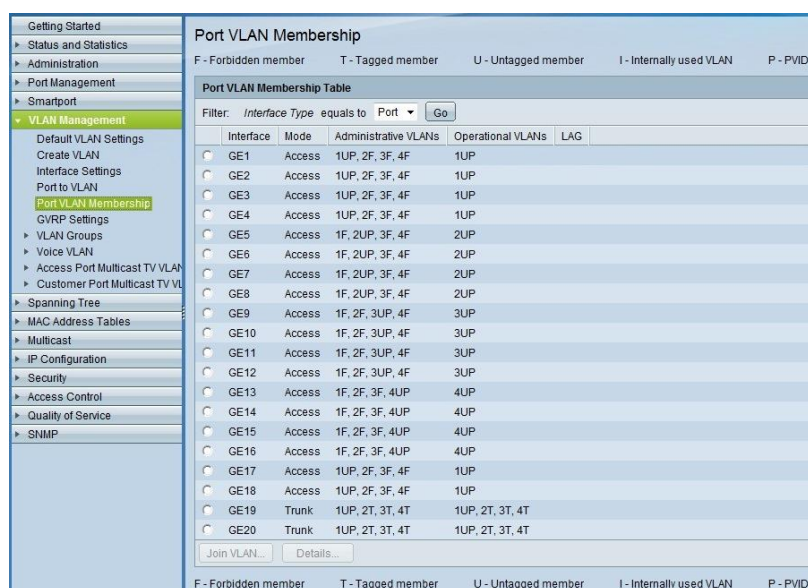 Getting Started
Status and Statistics
Administration
Port Management
Smartport
VLAN Management
Default VLAN Settings
Create VLAN
Interface Settings
Port to VLAN
Port VLAN Membership
GVRP Settings
VLAN Groups
Voice VLAN
Access Port Multicast TV VLAN
Customer Port Multicast TV VL
Spanning Tree
MAC Address Tables
Multicast
IP Configuration
Security
Access Control
Quality of Service
SNMP
Port VLAN Membership
F - Forbidden member T - Tagged member U - Untagged member I - Internally used VLAN P - PVID
Port VLAN Membership Table
Filter: Interface Type equals to Port Go
Interface Mode Administrative VLANs Operational VLANs LAG
GE1 Access 1UP, 2F, 3F, 4F 1UP
GE2 Access 1UP, 2F, 3F, 4F 1UP
GE3 Access 1UP, 2F, 3F, 4F 1UP
GE4 Access 1UP, 2F, 3F, 4F 1UP
GE5 Access 1F, 2UP, 3F, 4F 2UP
GE6 Access 1F, 2UP, 3F, 4F 2UP
GE7 Access 1F, 2UP, 3F, 4F 2UP
GE8 Access 1F, 2UP, 3F, 4F 2UP
GE9 Access 1F, 2F, 3UP, 4F 3UP
GE10 Access 1F, 2F, 3UP, 4F 3UP
GE11 Access 1F, 2F, 3UP, 4F 3UP
GE12 Access 1F, 2F, 3UP, 4F 3UP
GE13 Access 1F, 2F, 3F, 4UP 4UP
GE14 Access 1F, 2F, 3F, 4UP 4UP
GE15 Access 1F, 2F, 3F, 4UP 4UP
GE16 Access 1F, 2F, 3F, 4UP 4UP
GE17 Access 1UP, 2F, 3F, 4F 1UP
GE18 Access 1UP, 2F, 3F, 4F 1UP
GE19 Trunk 1UP, 2T, 3T, 4T 1UP, 2T, 3T, 4T
GE20 Trunk 1UP, 2T, 3T, 4T 1UP, 2T, 3T, 4T
Join VLAN... Details...
F - Forbidden member T - Tagged member U - Untagged member I - Internally used VLAN P - PVID